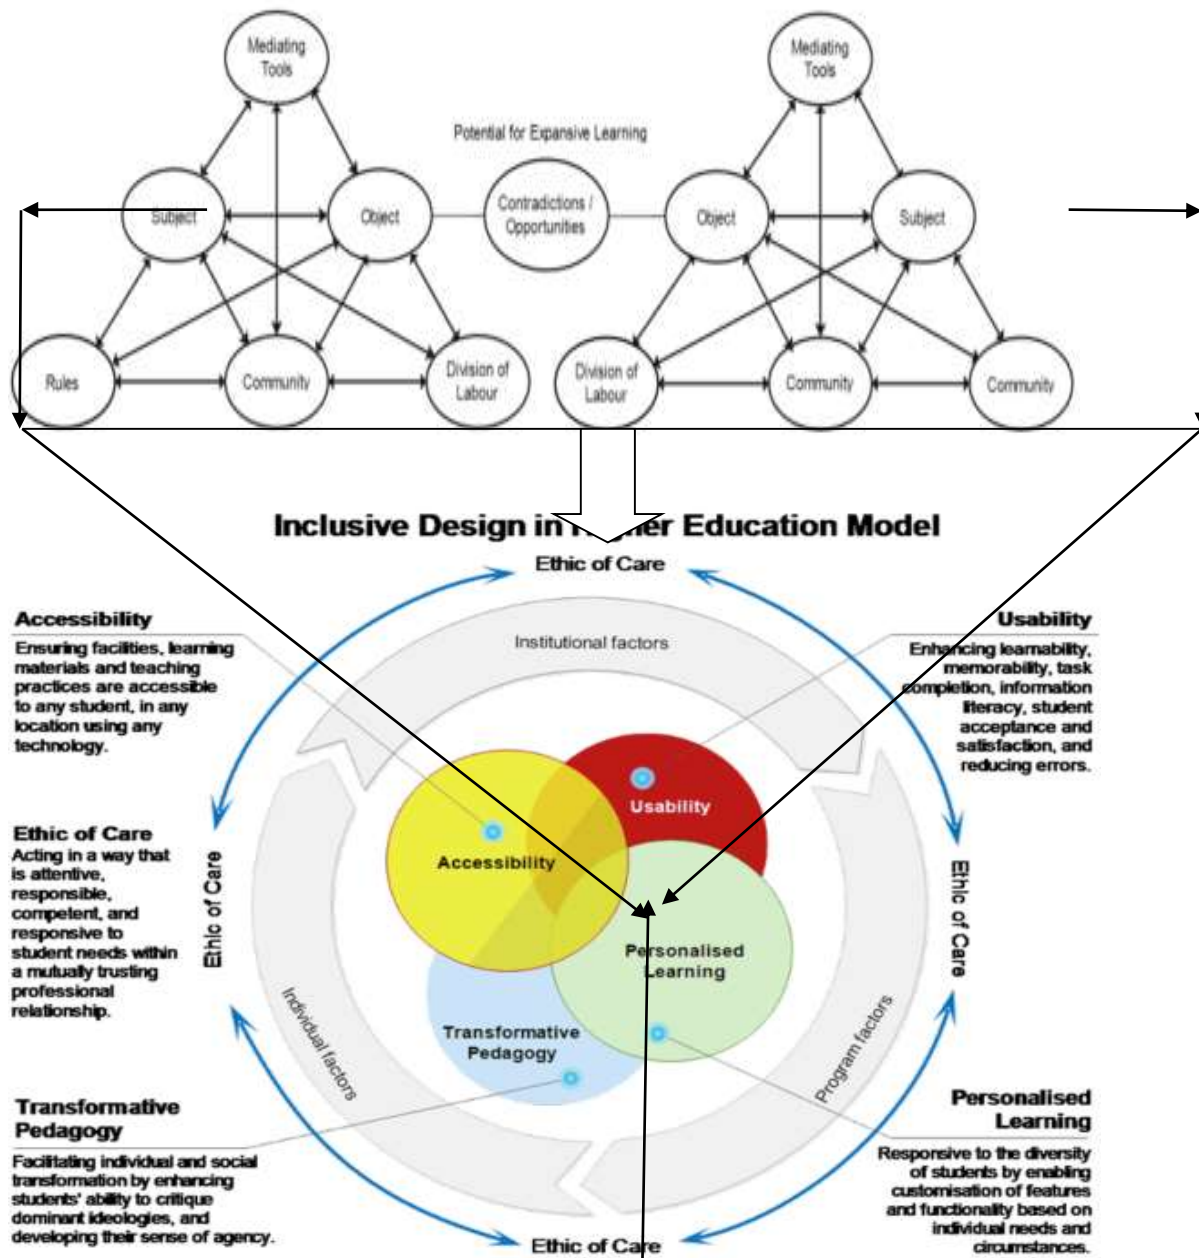 Mediating
Tools
Mediating
Tools
Potential for Expansive Learning
Subject
Object
Contradictions /
Opportunities
Object
Subject
Rules
Community
Division of
Labour
Division of
Labour
Community
Community
Inclusive Design in Higher Education Model
Ethic of Care
Accessibility
Ensuring facilities, learning
materials and teaching
practices are accessible
to any student, in any
location using any
technology.
Institutional factors
Usability
Enhancing learnability,
memorability, task
completion, information
literacy, student
acceptance and
satisfaction, and
reducing errors.
Usability
Accessibility
Ethic of Care
Acting in a way that
is attentive,
responsible,
competent, and
responsive to
student needs within
a mutually trusting
professional
relationship.
Ethic of Care
Ethic of Care
Personalised
Learning
Transformative
Pedagogy
Individual factors
Program factors
Transformative
Pedagogy
Facilitating individual and social
transformation by enhancing
students' ability to critique
dominant ideologies, and
developing their sense of agency.
Personalised
Learning
Responsive to the diversity
of students by enabling
customisation of features
and functionality based on
individual needs and
circumstances.
Ethic of Care